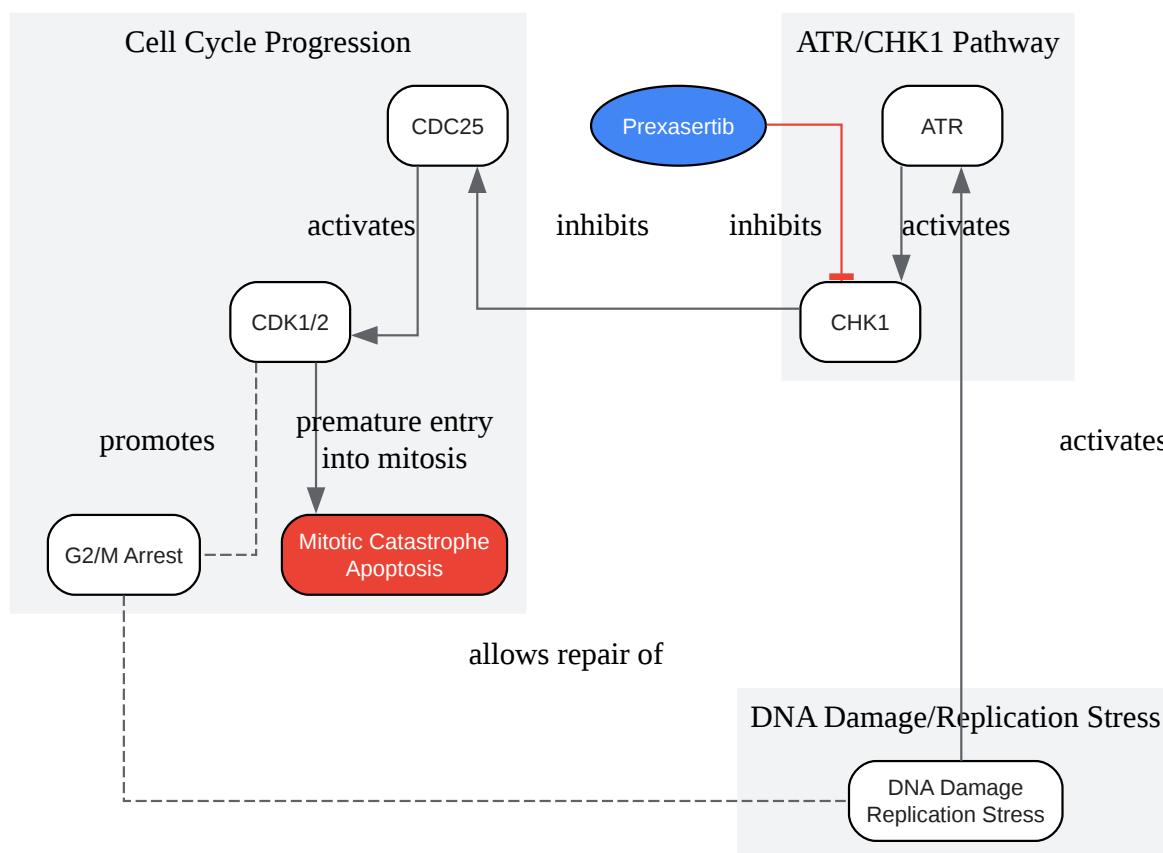 Cell Cycle Progression
ATR/CHK1 Pathway
CDC25
Prexasertib
ATR
activates
inhibits
inhibits
activates
CDK1/2
CHK1
promotes
premature entry
into mitosis
activates
G2/M Arrest
Mitotic Catastrophe
Apoptosis
allows repair of
DNA Damage/Replication Stress
DNA Damage
Replication Stress